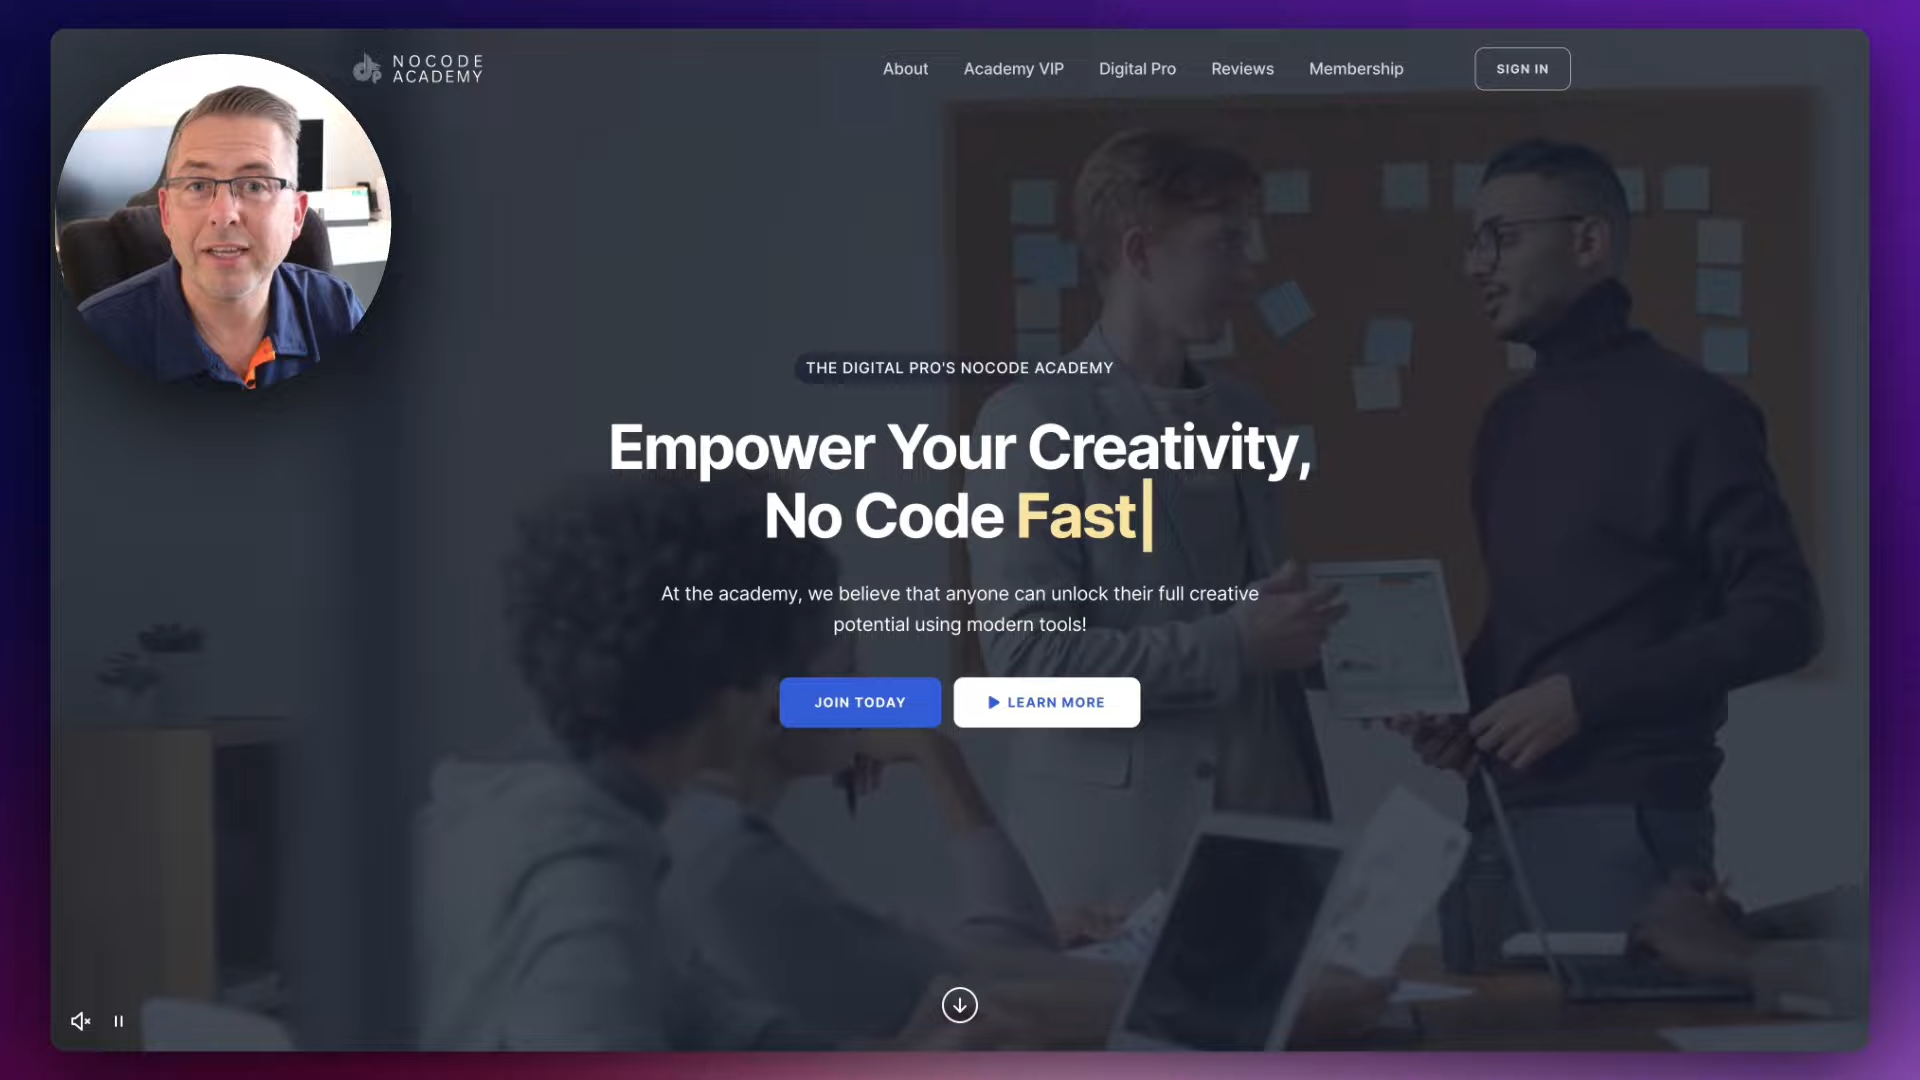 NOCODE
ACADEMY
About
Academy VIP
Digital Pro
Reviews
Membership
SIGN IN
THE DIGITAL PRO'S NOCODE ACADEMY
Empower Your Creativity,
No Code Fast
At the academy, we believe that anyone can unlock their full creative
potential using modern tools!
JOIN TODAY
LEARN MORE